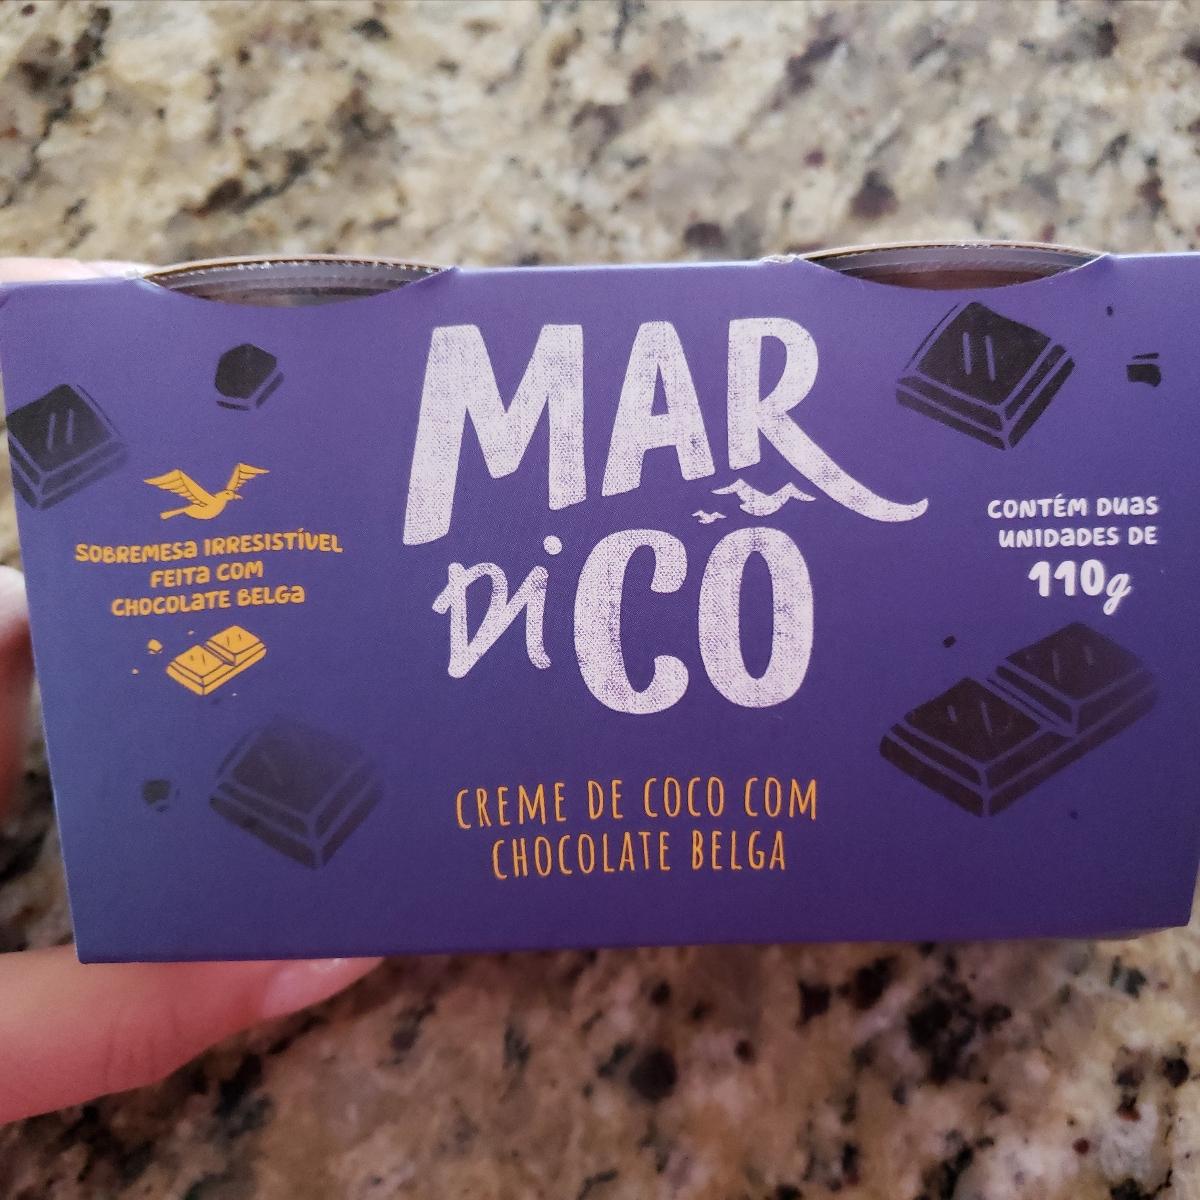 MAR
Di CÔ
SOBREMESA IRRESISTÍVEL
FEITA COM
CHOCOLATE BELGA
CONTÉM DUAS
UNIDADES DE
110g
CREME DE COCO COM
CHOCOLATE BELGA